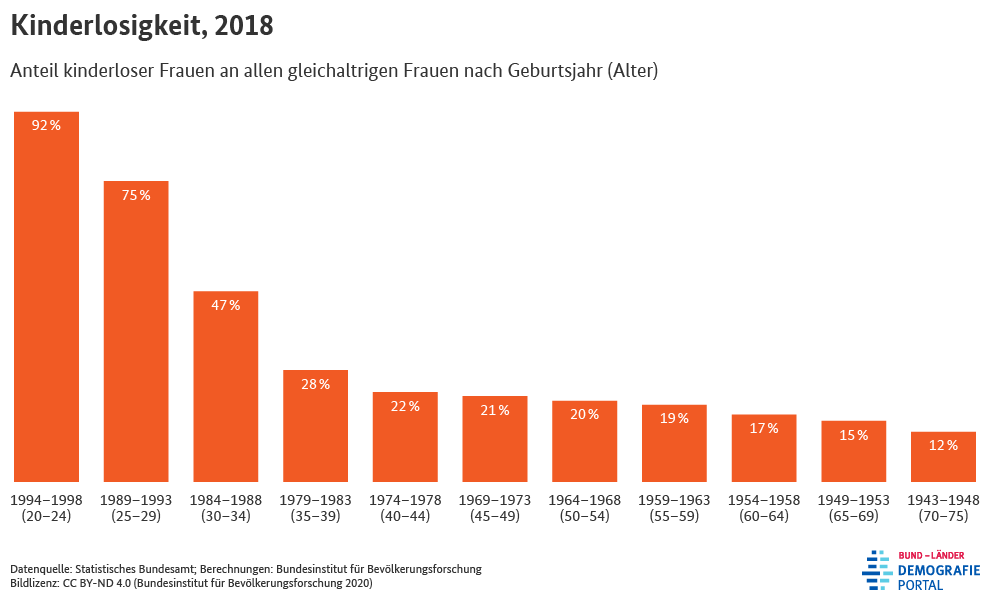 Kinderlosigkeit, 2018
Anteil kinderloser Frauen an allen gleichaltrigen Frauen nach Geburtsjahr (Alter)
92 %
75 %
47 %
28 %
22 %
21 %
20 %
19 %
17 %
15 %
12 %
1994–1998 1989–1993 1984–1988 1979–1983 1974–1978 1969–1973 1964–1968 1959–1963 1954–1958 1949–1953 1943–1948
(20–24) (25–29) (30–34) (35–39) (40–44) (45–49) (50–54) (55–59) (60–64) (65–69) (70–75)
Datenquelle: Statistisches Bundesamt; Berechnungen: Bundesinstitut für Bevölkerungsforschung
Bildlizenz: CC BY-ND 4.0 (Bundesinstitut für Bevölkerungsforschung 2020)
BUND – LÄNDER
DEMOGRAFIE
PORTAL